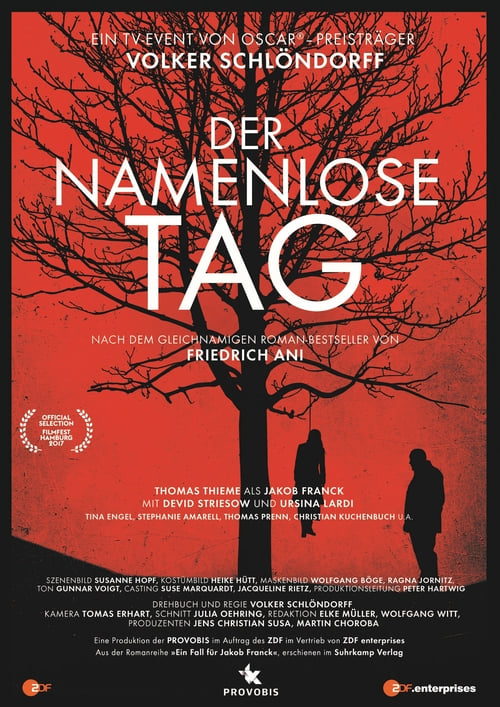 EIN TV-EVENT VON OSCAR®-PREISTRÄGER
VOLKER SCHLÖNDORFF
DER
NAMENLOSE
TAG
NACH DEM GLEICHNAMIGEN ROMAN-BESTSELLER VON
FRIEDRICH ANI
OFFICIAL
SELECTION
FILMFEST
HAMBURG
2017
THOMAS THIEME ALS JAKOB FRANCK
MIT DEVID STRIESOW UND URSINA LARDI
TINA ENGEL, STEPHANIE AMARELL, THOMAS PRENN, CHRISTIAN KUCHENBUCH U.A.
SZENENBILD SUSANNE HOPF, KOSTÜMBILD HEIKE HÜTT, MASKENBILD WOLFGANG BÖGE, RAGNA JORNITZ,
TON GUNNAR VOIGT, CASTING SUSE MARQUARDT, JACQUELINE RIETZ, PRODUKTIONSLEITUNG PETER HARTWIG
DREHBUCH UND REGIE VOLKER SCHLÖNDORFF
KAMERA TOMAS ERHART, SCHNITT JULIA OEHRING, REDAKTION ELKE MÜLLER, WOLFGANG WITT,
PRODUZENTEN JENS CHRISTIAN SUSA, MARTIN CHOROBA
Eine Produktion der PROVOBIS im Auftrag des ZDF im Vertrieb von ZDF enterprises
Aus der Romanreihe »Ein Fall für Jakob Franck«, erschienen im Suhrkamp Verlag
ZDF
PROVOBIS
ZDF.enterprises